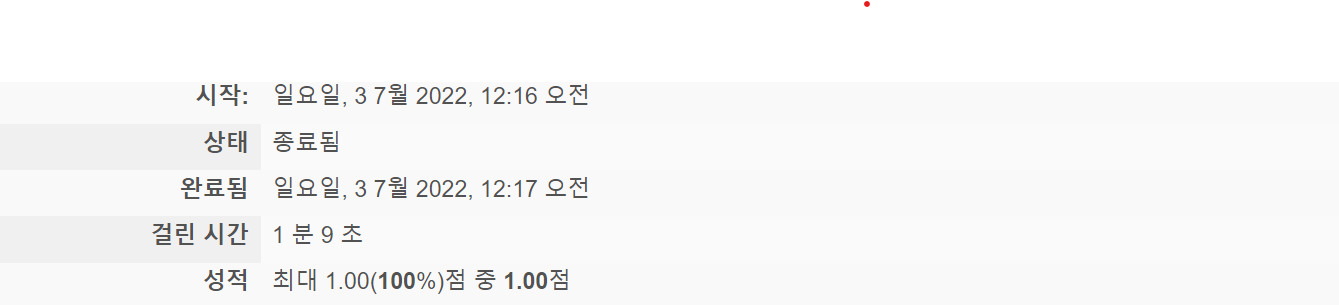 시작: 일요일, 3 7월 2022, 12:16 오전
상태 종료됨
완료됨 일요일, 3 7월 2022, 12:17 오전
걸린 시간 1 분 9 초
성적 최대 1.00(100%)점 중 1.00점